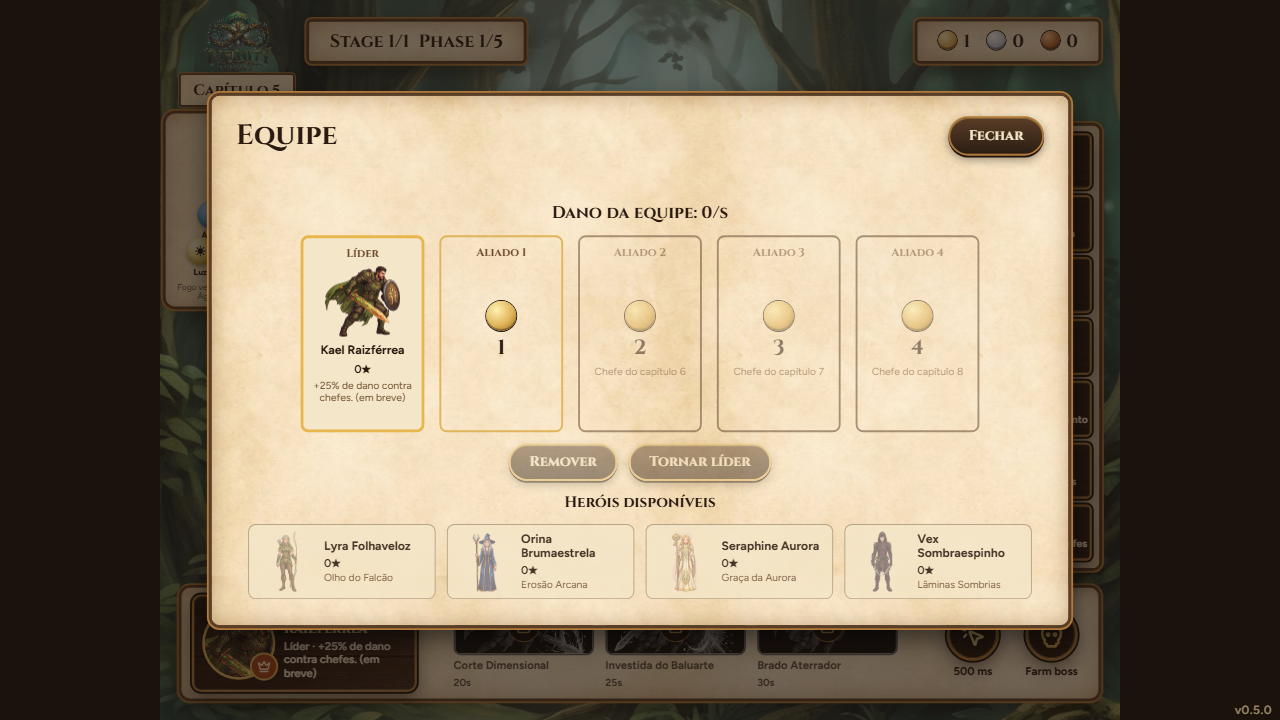 Stage 1/1 Phase 1/5
1 0 0
Capítulo 5
Equipe
Fechar
Dano da equipe: 0/s
Líder
Kael Raizférrea
0★
+25% de dano contra
chefes. (em breve)
Aliado 1
1
Aliado 2
2
Chefe do capítulo 6
Aliado 3
3
Chefe do capítulo 7
Aliado 4
4
Chefe do capítulo 8
Remover
Tornar líder
Heróis disponíveis
Lyra Folhaveloz
0★
Olho do Falcão
Orina
Brumaestrela
0★
Erosão Arcana
Seraphine Aurora
0★
Graça da Aurora
Vex
Sombraespinho
0★
Lâminas Sombrias
Líder · +25% de dano
contra chefes. (em
breve)
Corte Dimensional
20s
Investida do Baluarte
25s
Brado Aterrador
30s
500 ms
Farm boss
v0.5.0